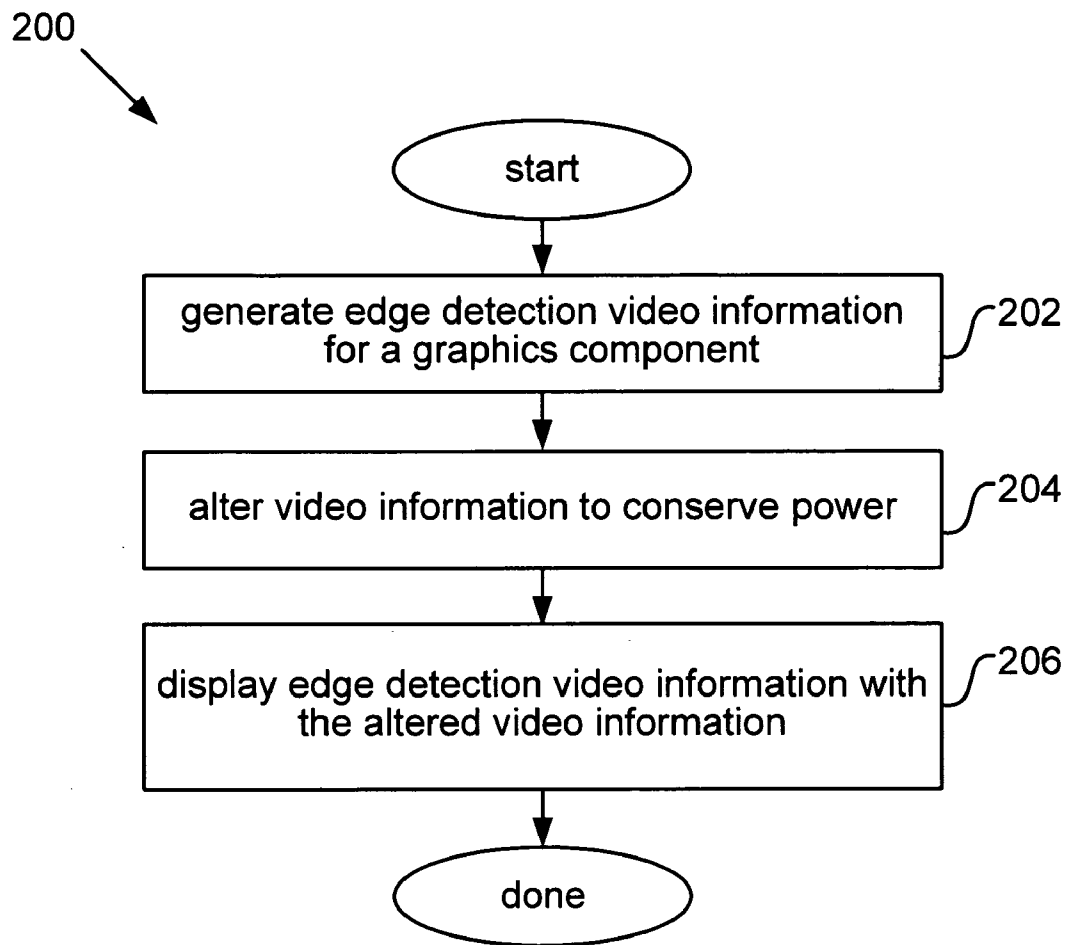 200
start
generate edge detection video information
for a graphics component
202
alter video information to conserve power
204
display edge detection video information with
the altered video information
206
done